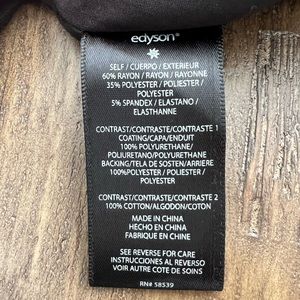 edyson®
SELF / CUERPO / EXTERIEUR
60% RAYON / RAYON / RAYONNE
35% POLYESTER / POLIESTER /
POLYESTER
5% SPANDEX / ELASTANO /
ELASTHANNE
CONTRAST/CONTRASTE/CONTRASTE 1
COATING/CAPA/ENDUIT
100% POLYURETHANE/
POLIURETANO/POLYURETHANE
BACKING/TELA DE SOSTEN/ARRIÈRE
100%POLYESTER / POLIESTER /
POLYESTER
CONTRAST/CONTRASTE/CONTRASTE 2
100% COTTON/ALGODON/COTON
MADE IN CHINA
HECHO EN CHINA
FABRIQUE EN CHINE
SEE REVERSE FOR CARE
INSTRUCCIONES AL REVERSO
VOIR AUTRE COTE DE SOINS
RN# 58539